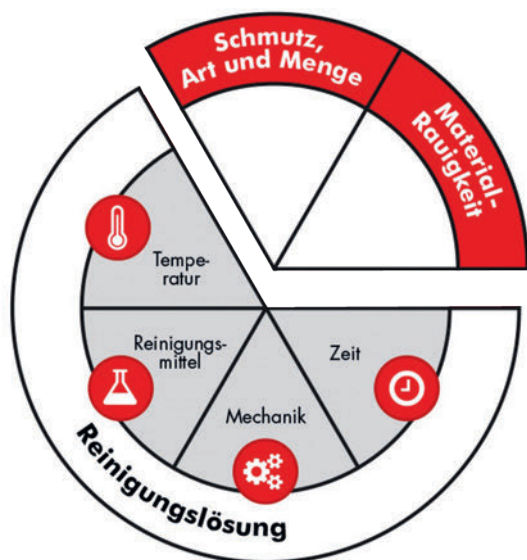 Schmutz,
Art und Menge
Material-
Rauigkeit
Tempe-
ratur
Reinigungs-
mittel
Zeit
Mechanik
Reinigungslösung